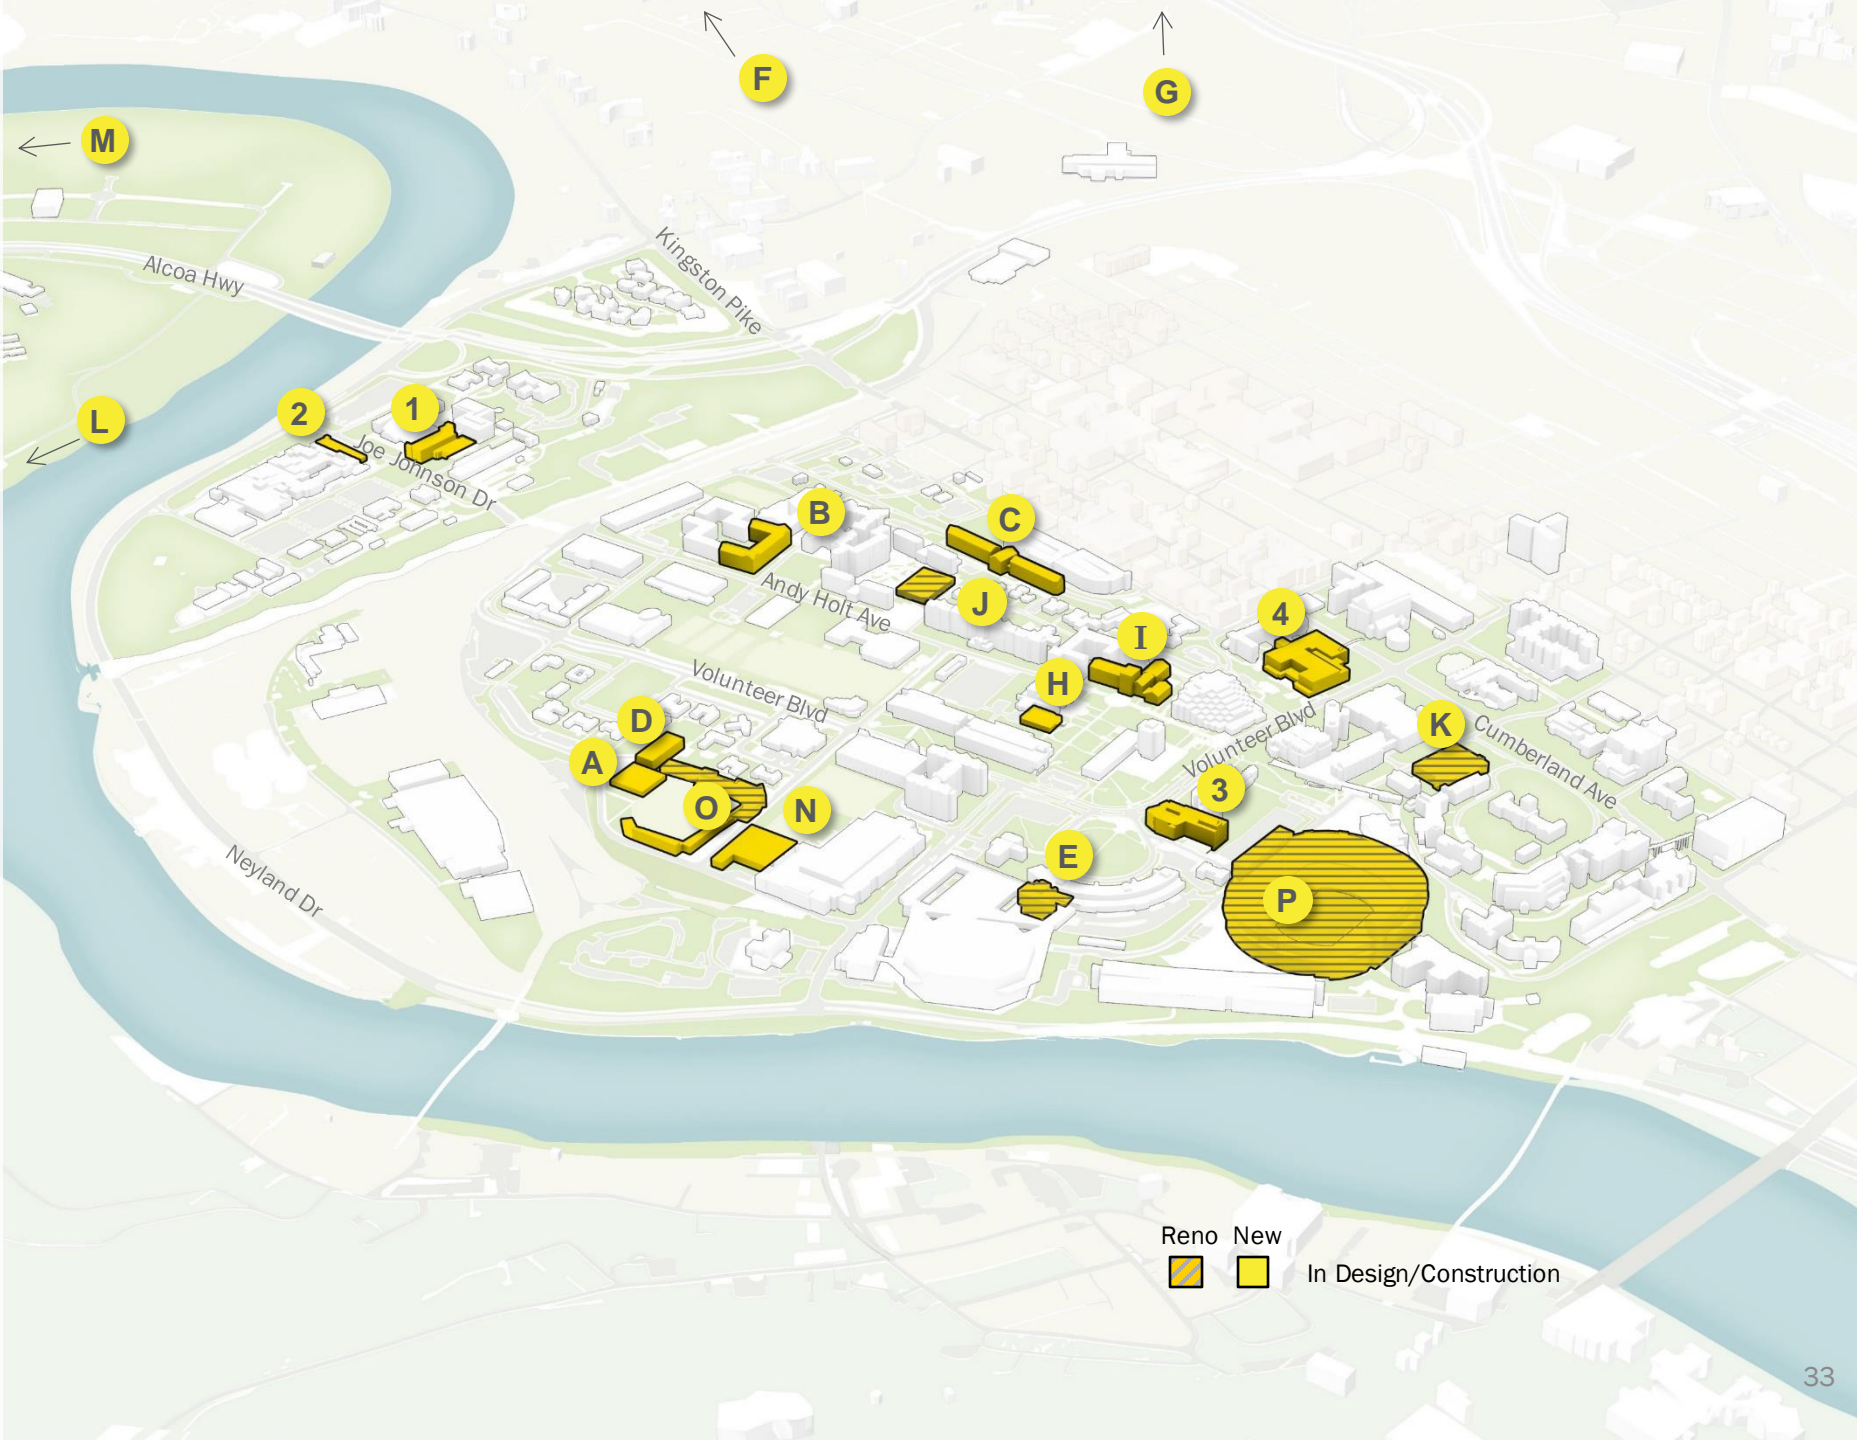 F
G
M
Kingston Pike
Alcoa Hwy
2
1
L
Joe Johnson Dr
B
C
Andy Holt Ave
J
4
I
H
Volunteer Blvd
D
Volunteer Blvd
K
Cumberland Ave
A
O
N
3
E
Neyland Dr
P
Reno New
In Design/Construction
33